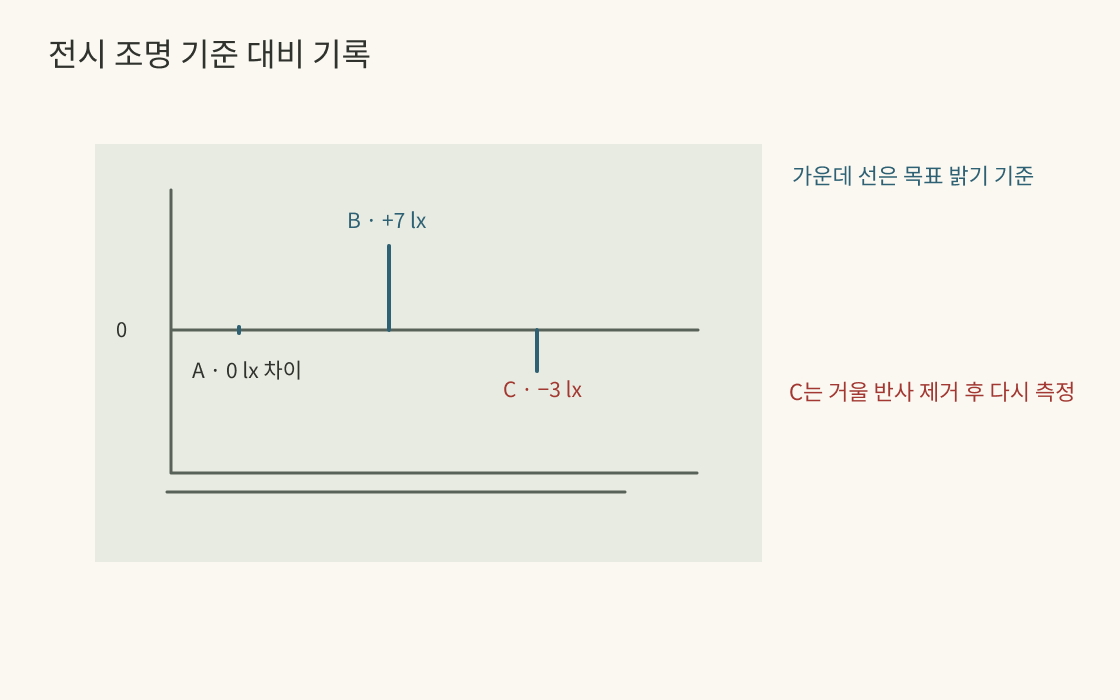 전시 조명 기준 대비 기록
가운데 선은 목표 밝기 기준
B · +7 lx
0
A · 0 lx 차이
C · −3 lx
C는 거울 반사 제거 후 다시 측정